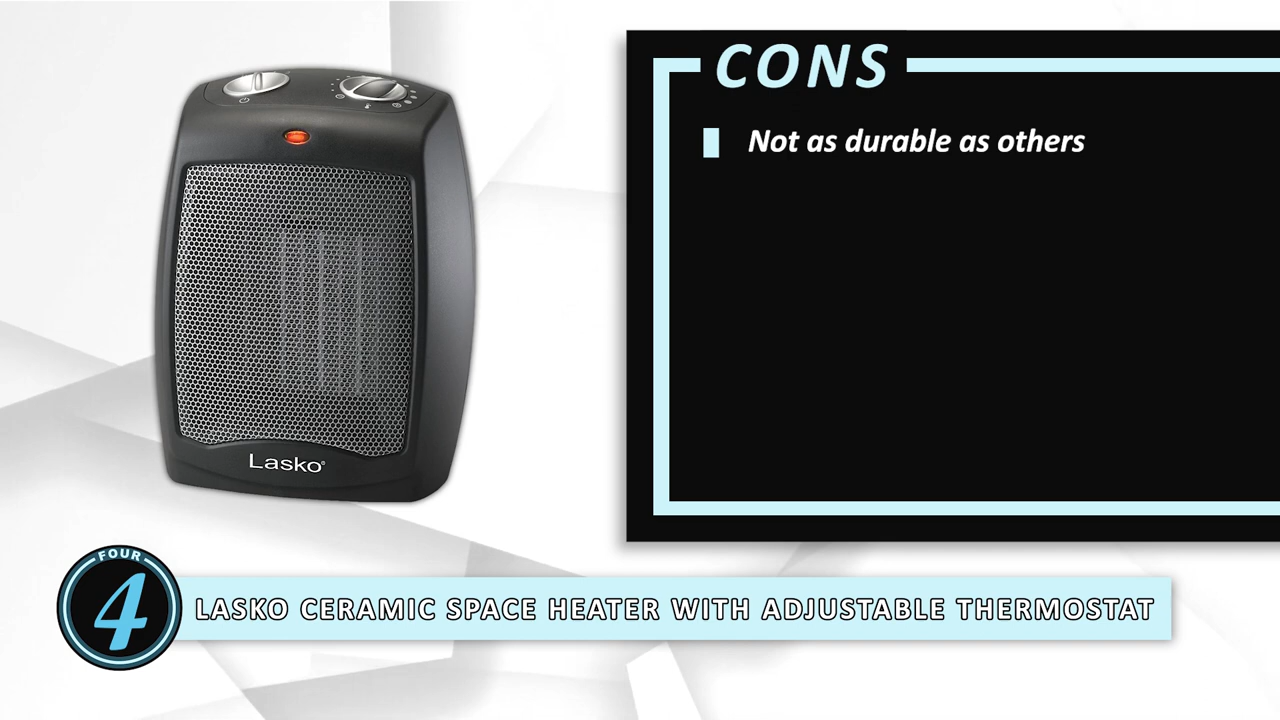 CONS
Not as durable as others
Lasko®
FOUR
4
LASKO CERAMIC SPACE HEATER WITH ADJUSTABLE THERMOSTAT